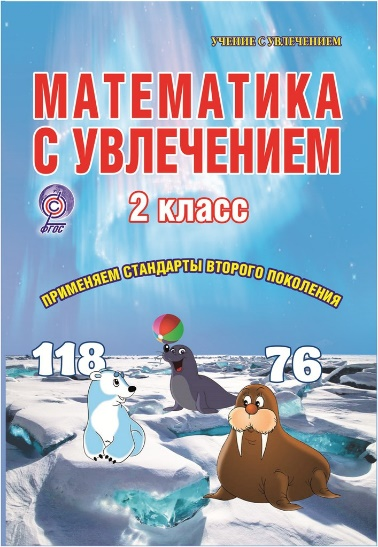 УЧЕНИЕ С УВЛЕЧЕНИЕМ
МАТЕМАТИКА
С УВЛЕЧЕНИЕМ
ФГОС
2 класс
ПРИМЕНЯЕМ СТАНДАРТЫ ВТОРОГО ПОКОЛЕНИЯ
118
76